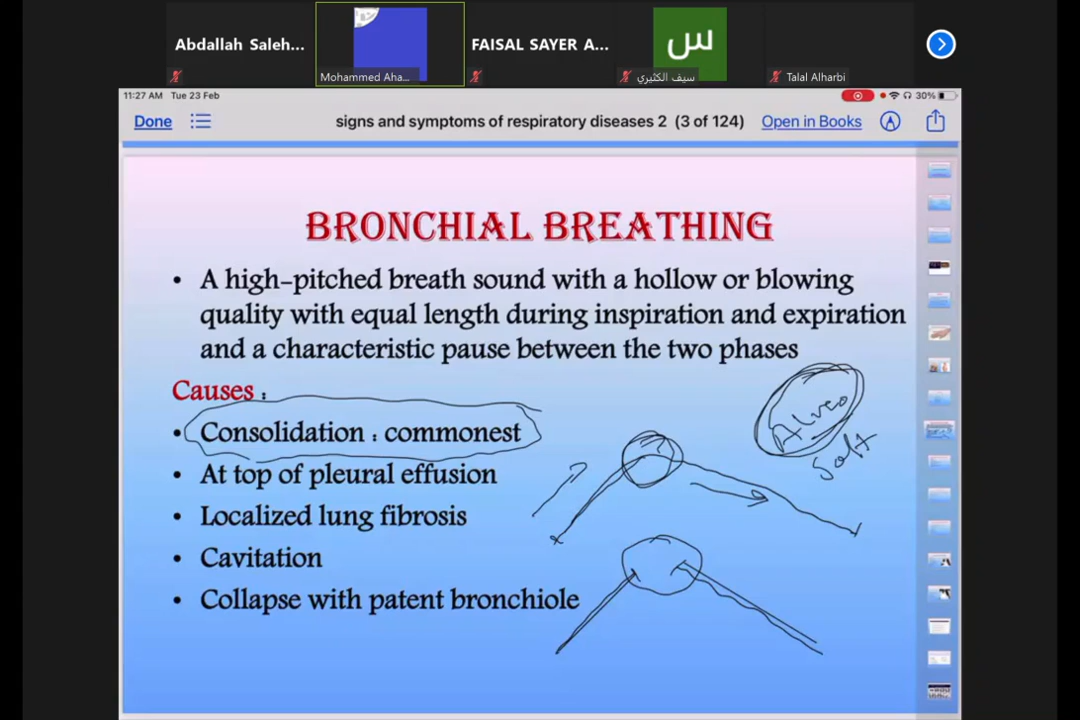 Abdallah Saleh...
FAISAL SAYER A...
س
Mohammed Aha...
سيف الكثيري
Talal Alharbi
11:27 AM Tue 23 Feb
30%
Done
signs and symptoms of respiratory diseases 2 (3 of 124)
Open in Books
BRONCHIAL BREATHING
• A high-pitched breath sound with a hollow or blowing
quality with equal length during inspiration and expiration
and a characteristic pause between the two phases
Causes :
• Consolidation : commonest
• At top of pleural effusion
• Localized lung fibrosis
• Cavitation
• Collapse with patent bronchiole
Alveo